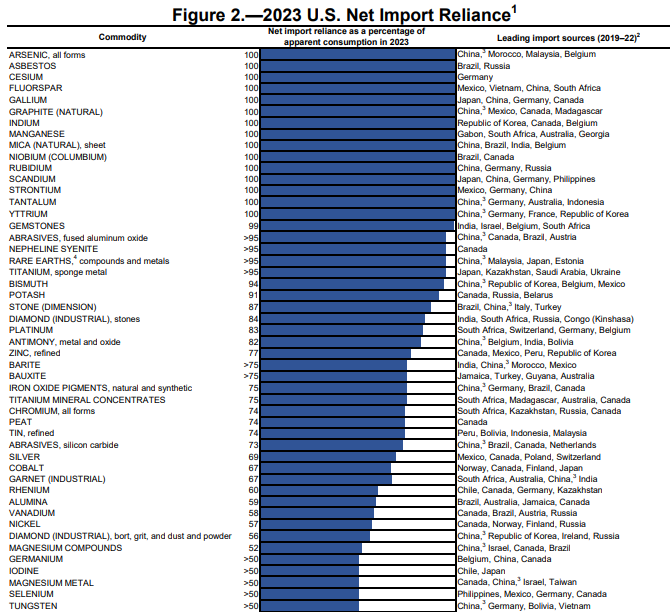 Figure 2.—2023 U.S. Net Import Reliance1
Commodity
Net import reliance as a percentage of
apparent consumption in 2023
Leading import sources (2019–22)2
ARSENIC, all forms 100 China,3 Morocco, Malaysia, Belgium
ASBESTOS 100 Brazil, Russia
CESIUM 100 Germany
FLUORSPAR 100 Mexico, Vietnam, China, South Africa
GALLIUM 100 Japan, China, Germany, Canada
GRAPHITE (NATURAL) 100 China,3 Mexico, Canada, Madagascar
INDIUM 100 Republic of Korea, Canada, Belgium
MANGANESE 100 Gabon, South Africa, Australia, Georgia
MICA (NATURAL), sheet 100 China, Brazil, India, Belgium
NIOBIUM (COLUMBIUM) 100 Brazil, Canada
RUBIDIUM 100 China, Germany, Russia
SCANDIUM 100 Japan, China, Germany, Philippines
STRONTIUM 100 Mexico, Germany, China
TANTALUM 100 China,3 Germany, Australia, Indonesia
YTTRIUM 100 China,3 Germany, France, Republic of Korea
GEMSTONES 99 India, Israel, Belgium, South Africa
ABRASIVES, fused aluminum oxide >95 China,3 Canada, Brazil, Austria
NEPHELINE SYENITE >95 Canada
RARE EARTHS,4 compounds and metals >95 China,3 Malaysia, Japan, Estonia
TITANIUM, sponge metal >95 Japan, Kazakhstan, Saudi Arabia, Ukraine
BISMUTH 94 China,3 Republic of Korea, Belgium, Mexico
POTASH 91 Canada, Russia, Belarus
STONE (DIMENSION) 87 Brazil, China,3 Italy, Turkey
DIAMOND (INDUSTRIAL), stones 84 India, South Africa, Russia, Congo (Kinshasa)
PLATINUM 83 South Africa, Switzerland, Germany, Belgium
ANTIMONY, metal and oxide 82 China,3 Belgium, India, Bolivia
ZINC, refined 77 Canada, Mexico, Peru, Republic of Korea
BARITE >75 India, China,3 Morocco, Mexico
BAUXITE >75 Jamaica, Turkey, Guyana, Australia
IRON OXIDE PIGMENTS, natural and synthetic 75 China,3 Germany, Brazil, Canada
TITANIUM MINERAL CONCENTRATES 75 South Africa, Madagascar, Australia, Canada
CHROMIUM, all forms 74 South Africa, Kazakhstan, Russia, Canada
PEAT 74 Canada
TIN, refined 74 Peru, Bolivia, Indonesia, Malaysia
ABRASIVES, silicon carbide 73 China,3 Brazil, Canada, Netherlands
SILVER 69 Mexico, Canada, Poland, Switzerland
COBALT 67 Norway, Canada, Finland, Japan
GARNET (INDUSTRIAL) 67 South Africa, Australia, China,3 India
RHENIUM 60 Chile, Canada, Germany, Kazakhstan
ALUMINA 59 Brazil, Australia, Jamaica, Canada
VANADIUM 58 Canada, Brazil, Austria, Russia
NICKEL 57 Canada, Norway, Finland, Russia
DIAMOND (INDUSTRIAL), bort, grit, and dust and powder 56 China,3 Republic of Korea, Ireland, Russia
MAGNESIUM COMPOUNDS 52 China,3 Israel, Canada, Brazil
GERMANIUM >50 Belgium, China, Canada
IODINE >50 Chile, Japan
MAGNESIUM METAL >50 Canada, China,3 Israel, Taiwan
SELENIUM >50 Philippines, Mexico, Germany, Canada
TUNGSTEN >50 China,3 Germany, Bolivia, Vietnam